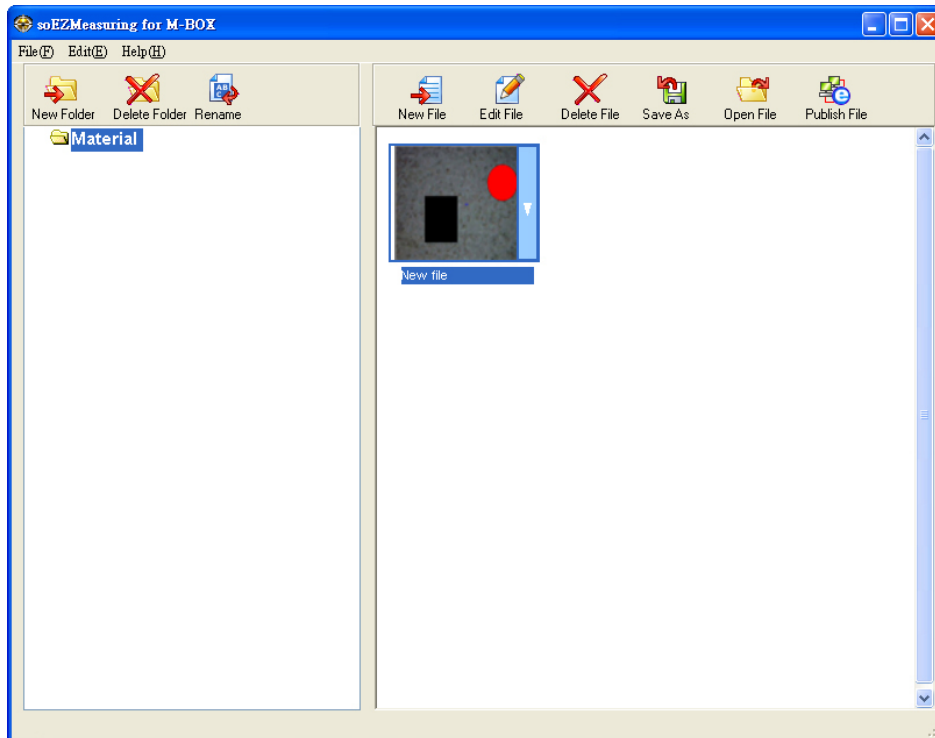 soEZMeasuring for M-BOX
File(F) Edit(E) Help(H)
New Folder Delete Folder Rename
New File Edit File Delete File Save As Open File Publish File
Material
New file